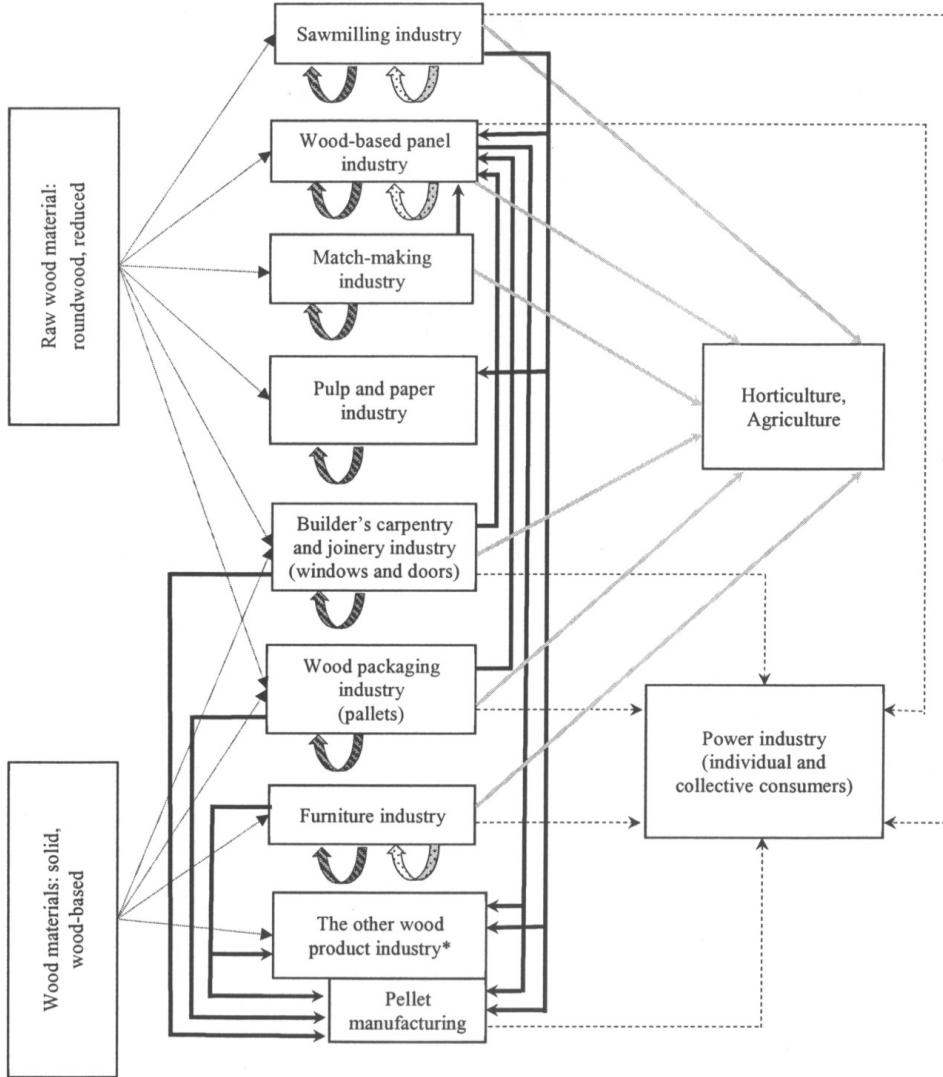 Sawmilling industry
Wood-based panel
industry
Match-making
industry
Pulp and paper
industry
Builder's carpentry
and joinery industry
(windows and doors)
Wood packaging
industry
(pallets)
Furniture industry
The other wood
product industry*
Pellet
manufacturing
Raw wood material:
roundwood, reduced
Wood materials: solid,
wood-based
Horticulture,
Agriculture
Power industry
(individual and
collective consumers)